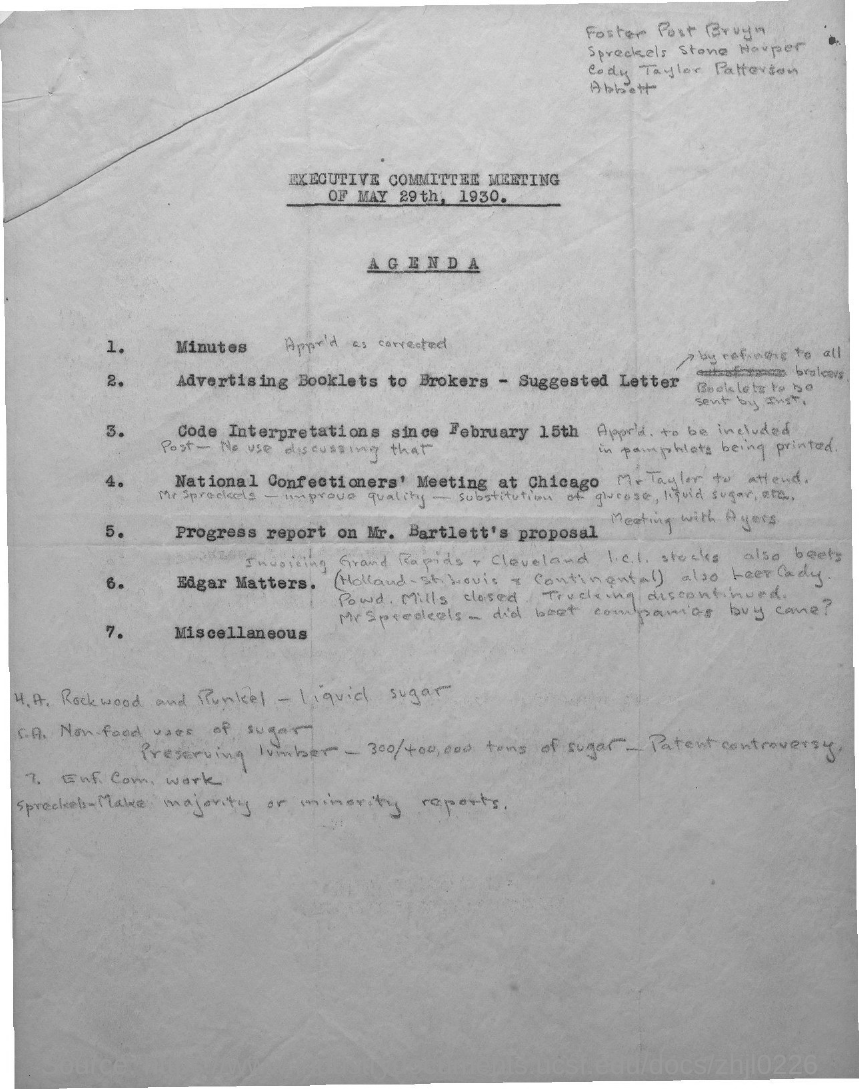 Foster Post Bruyn
Spreckels Stone Hooper
Cody Taylor Patterson
Abbott
EXECUTIVE COMMITTEE MEETING
OF MAY 29th, 1930.
A G E N D A
1. Minutes Appr'd as corrected
2. Advertising Booklets to Brokers - Suggested Letter
by refiners to all
brokers
Booklets to be
sent by Inst.
3. Code Interpretations since February 15th Appr'd. to be included
Post - No use discussing that in pamphlets being printed.
4. National Confectioners' Meeting at Chicago Mr Taylor to attend.
Mr Spreckels - improve quality - substitution of glucose, liquid sugar, etc.
5. Progress report on Mr. Bartlett's proposal Meeting with Ayers
Invoicing Grand Rapids & Cleveland l.c.l. stocks also beets
6. Edgar Matters. (Holland-St. Louis & Continental) also Cady.
Powd. Mills closed. Trucking discontinued.
Mr Spreckels - did beet companies buy cane?
7. Miscellaneous
4.A. Rockwood and Runkel - liquid sugar
5.A. Non-food uses of sugar
Preserving lumber - 300/400,000 tons of sugar - Patent controversy.
7. Enf. Com. work
Spreckels-Make majority or minority reports.